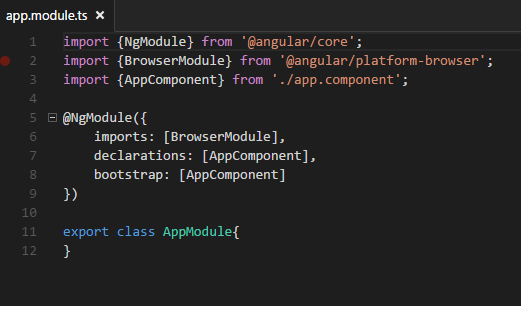 app.module.ts ×
1 import {NgModule} from '@angular/core';
2 import {BrowserModule} from '@angular/platform-browser';
3 import {AppComponent} from './app.component';
4
5 @NgModule({
6     imports: [BrowserModule],
7     declarations: [AppComponent],
8     bootstrap: [AppComponent]
9 })
10
11 export class AppModule{
12 }